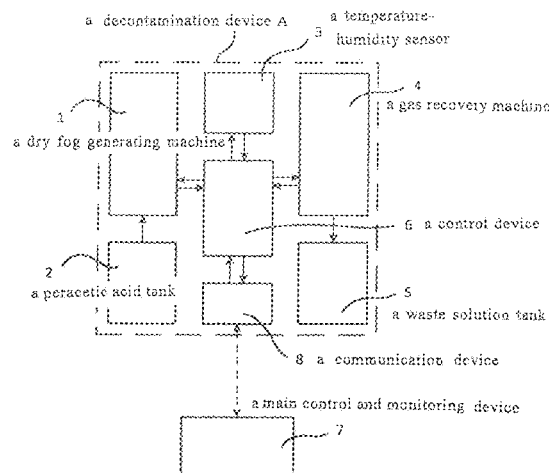 a decontamination device A
3 a temperature-
humidity sensor
1
a dry fog generating machine
4
a gas recovery machine
6 a control device
2
a peracetic acid tank
5
a waste solution tank
8 a communication device
a main control and monitoring device
7